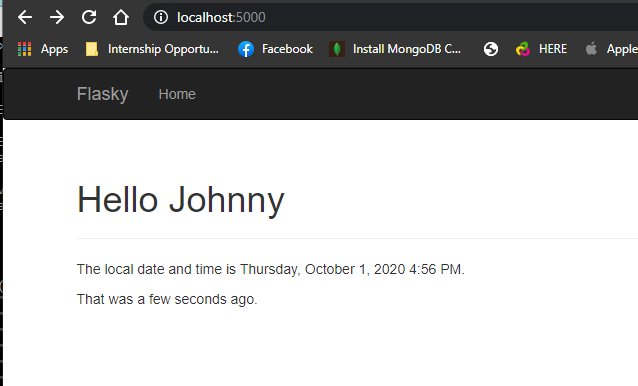 localhost:5000
Apps Internship Opportu... Facebook Install MongoDB C... HERE Apple
Flasky Home
Hello Johnny
The local date and time is Thursday, October 1, 2020 4:56 PM.
That was a few seconds ago.